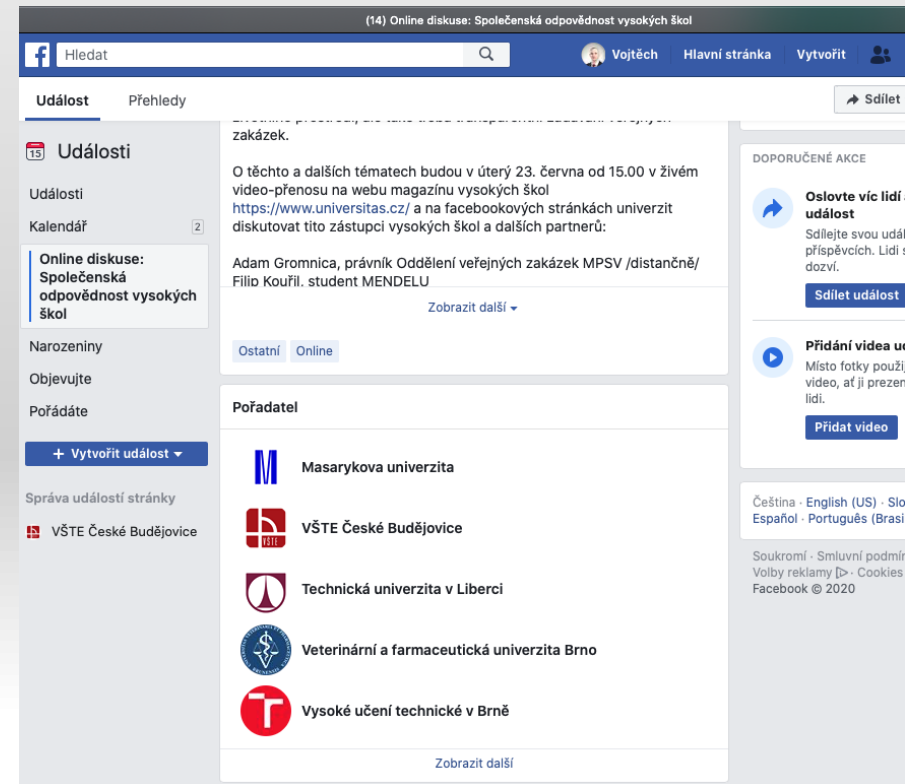 (14) Online diskuse: Společenská odpovědnost vysokých škol
Hledat
Vojtěch
Hlavní stránka
Vytvořit
Událost
Přehledy
Sdílet
15
Události
Události
Kalendář
2
Online diskuse:
Společenská
odpovědnost vysokých
škol
Narozeniny
Objevujte
Pořádáte
+ Vytvořit událost
Správa událostí stránky
VŠTE České Budějovice
zakázek.
O těchto a dalších tématech budou v úterý 23. června od 15.00 v živém
video-přenosu na webu magazínu vysokých škol
https://www.universitas.cz/ a na facebookových stránkách univerzit
diskutovat tito zástupci vysokých škol a dalších partnerů:
Adam Gromnica, právník Oddělení veřejných zakázek MPSV /distančně/
Filip Kouřil, student MENDELU
Zobrazit další
Ostatní
Online
Pořadatel
Masarykova univerzita
VŠTE
VŠTE České Budějovice
Technická univerzita v Liberci
Veterinární a farmaceutická univerzita Brno
Vysoké učení technické v Brně
Zobrazit další
DOPORUČENÉ AKCE
Oslovte víc lidí
událost
Sdílejte svou udál
příspěvcích. Lidi s
dozví.
Sdílet událost
Přidání videa ud
Místo fotky použij
video, ať ji prezen
lidi.
Přidat video
Čeština · English (US) · Slo
Español · Português (Brasi
Soukromí · Smluvní podmín
Volby reklamy · Cookies
Facebook © 2020